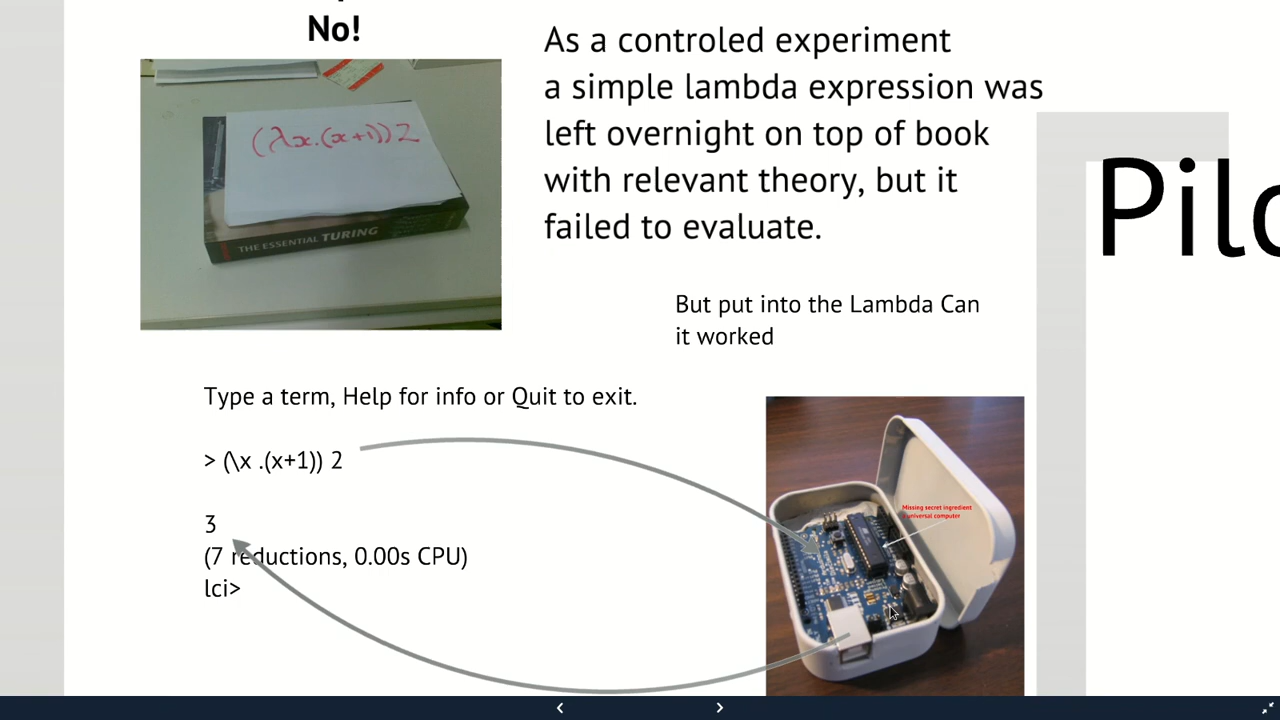 No!
(λx.(x+1)) 2
THE ESSENTIAL TURING
As a controled experiment
a simple lambda expression was
left overnight on top of book
with relevant theory, but it
failed to evaluate.
But put into the Lambda Can
it worked
Type a term, Help for info or Quit to exit.
> (\x .(x+1)) 2
3
(7 reductions, 0.00s CPU)
lci>
Missing secret ingredient